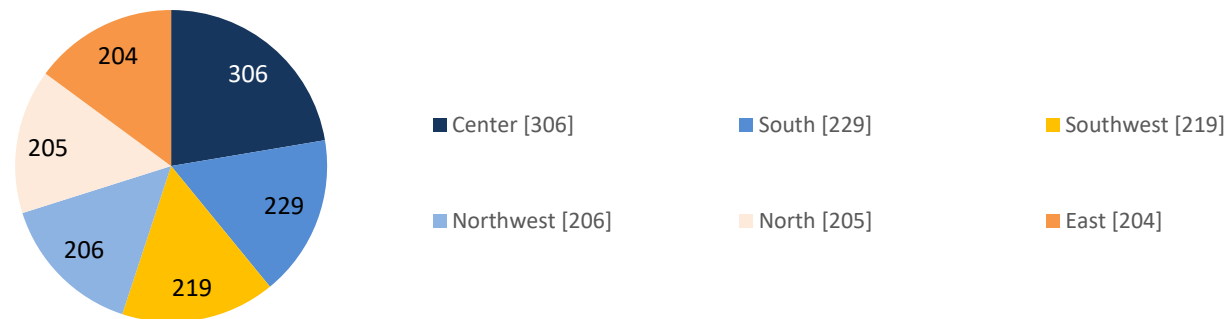 204
306
205
229
206
219
Center [306]
South [229]
Southwest [219]
Northwest [206]
North [205]
East [204]